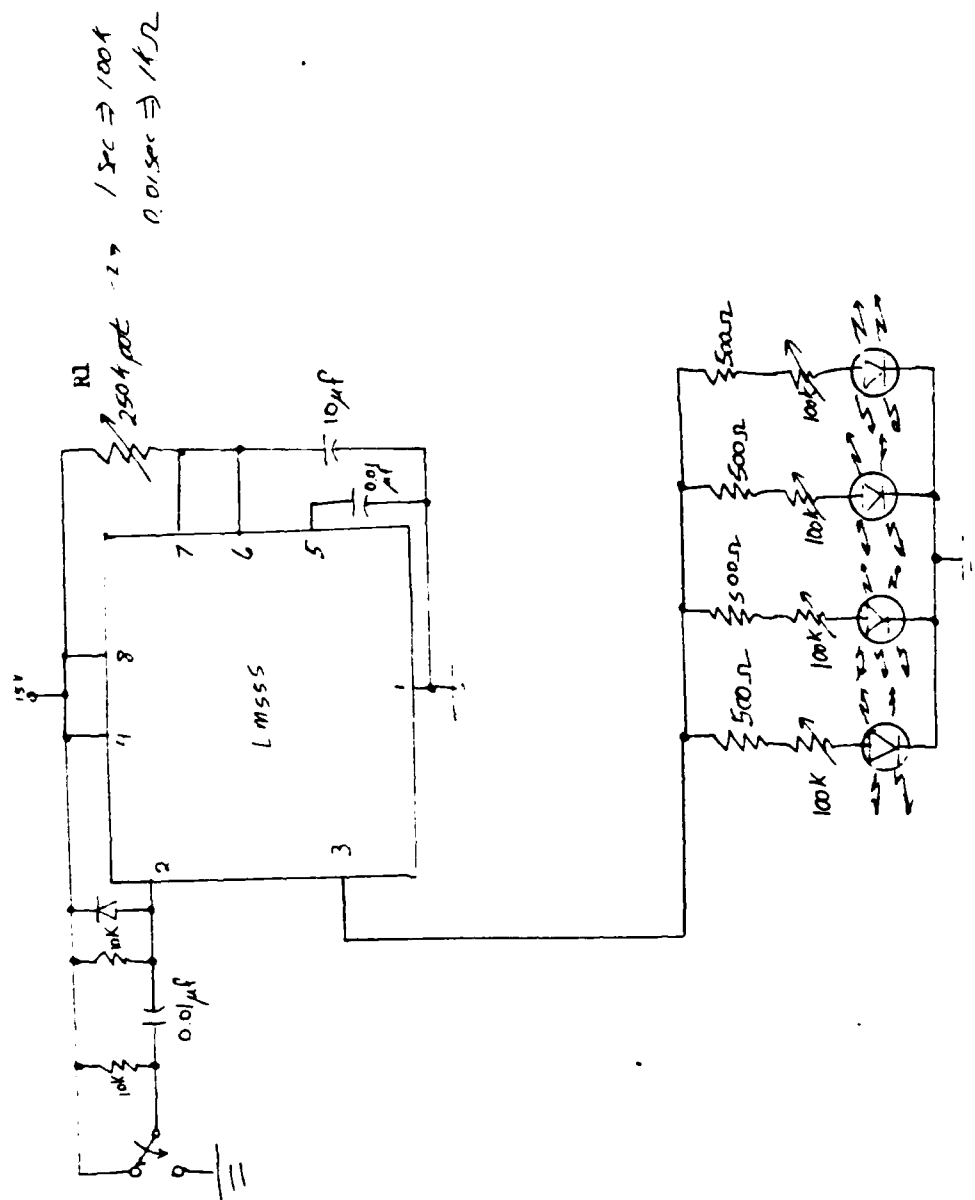 R1
250K pot => 1 sec => 100K
0.01 sec => 1KΩ
15V
10K
10K
0.01µf
2
4
8
7
6
5
3
1
LM555
10µf
0.01
µf
500Ω
500Ω
500Ω
500Ω
100K
100K
100K
100K